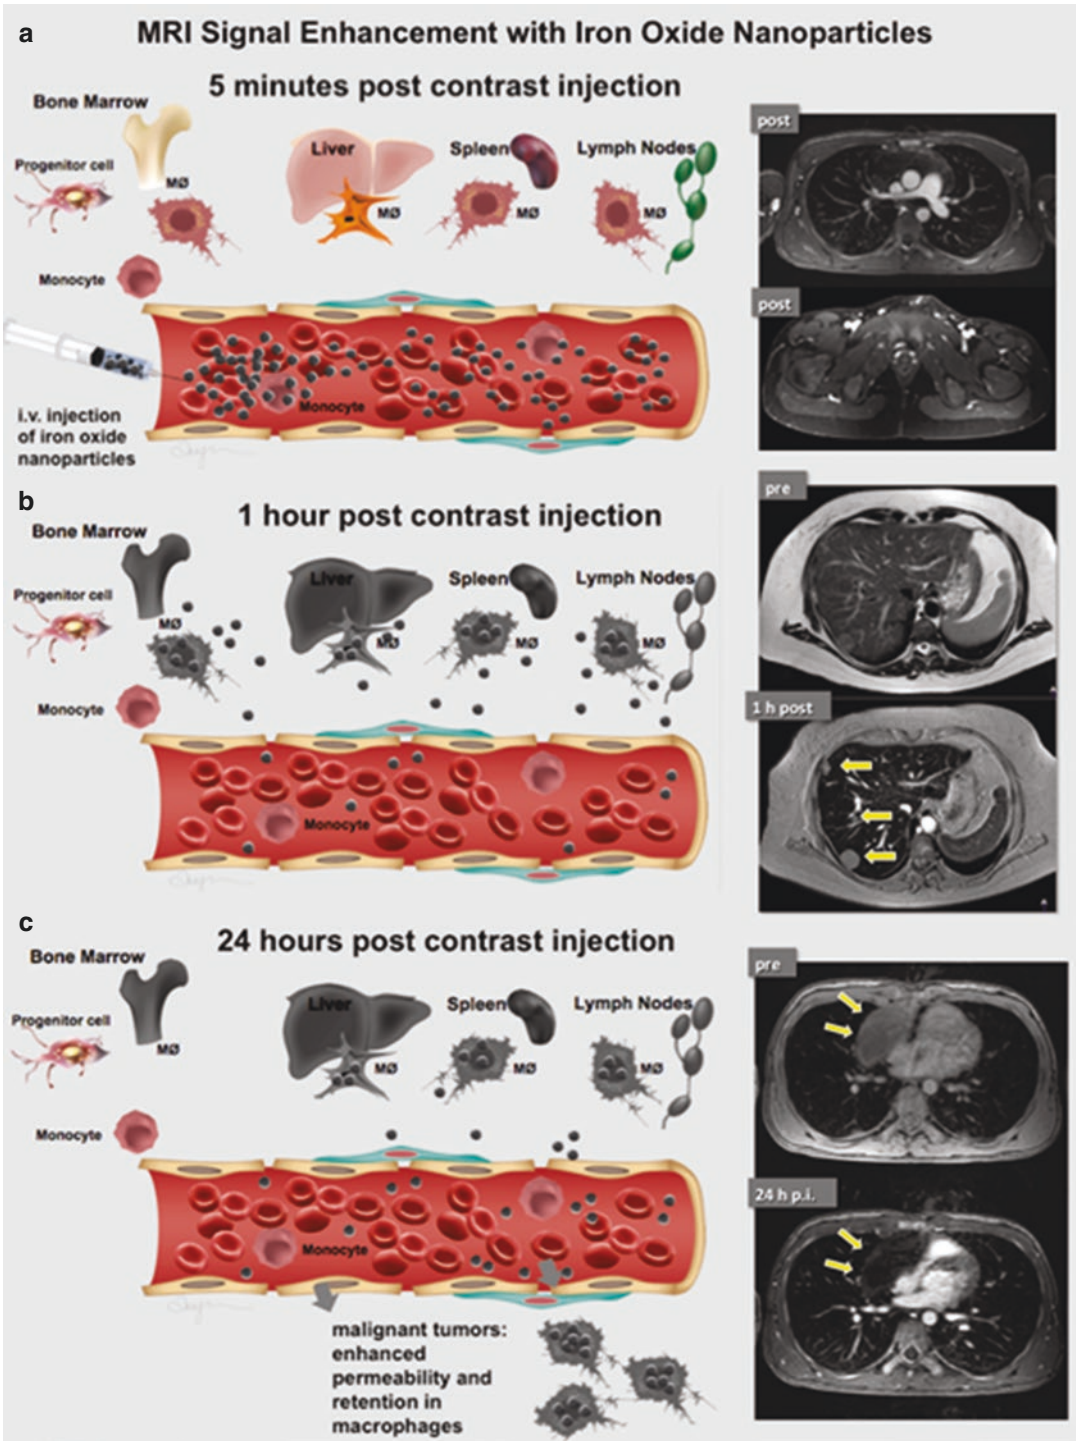 a
MRI Signal Enhancement with Iron Oxide Nanoparticles
5 minutes post contrast injection
Bone Marrow
Progenitor cell
MØ
Monocyte
Liver
MØ
Spleen
MØ
Lymph Nodes
MØ
i.v. injection
of iron oxide
nanoparticles
Monocyte
post
post
b
1 hour post contrast injection
Bone Marrow
Progenitor cell
MØ
Monocyte
Liver
MØ
Spleen
MØ
Lymph Nodes
MØ
Monocyte
pre
1 h post
c
24 hours post contrast injection
Bone Marrow
Progenitor cell
MØ
Monocyte
Liver
MØ
Spleen
MØ
Lymph Nodes
MØ
Monocyte
malignant tumors:
enhanced
permeability and
retention in
macrophages
pre
24 h p.i.